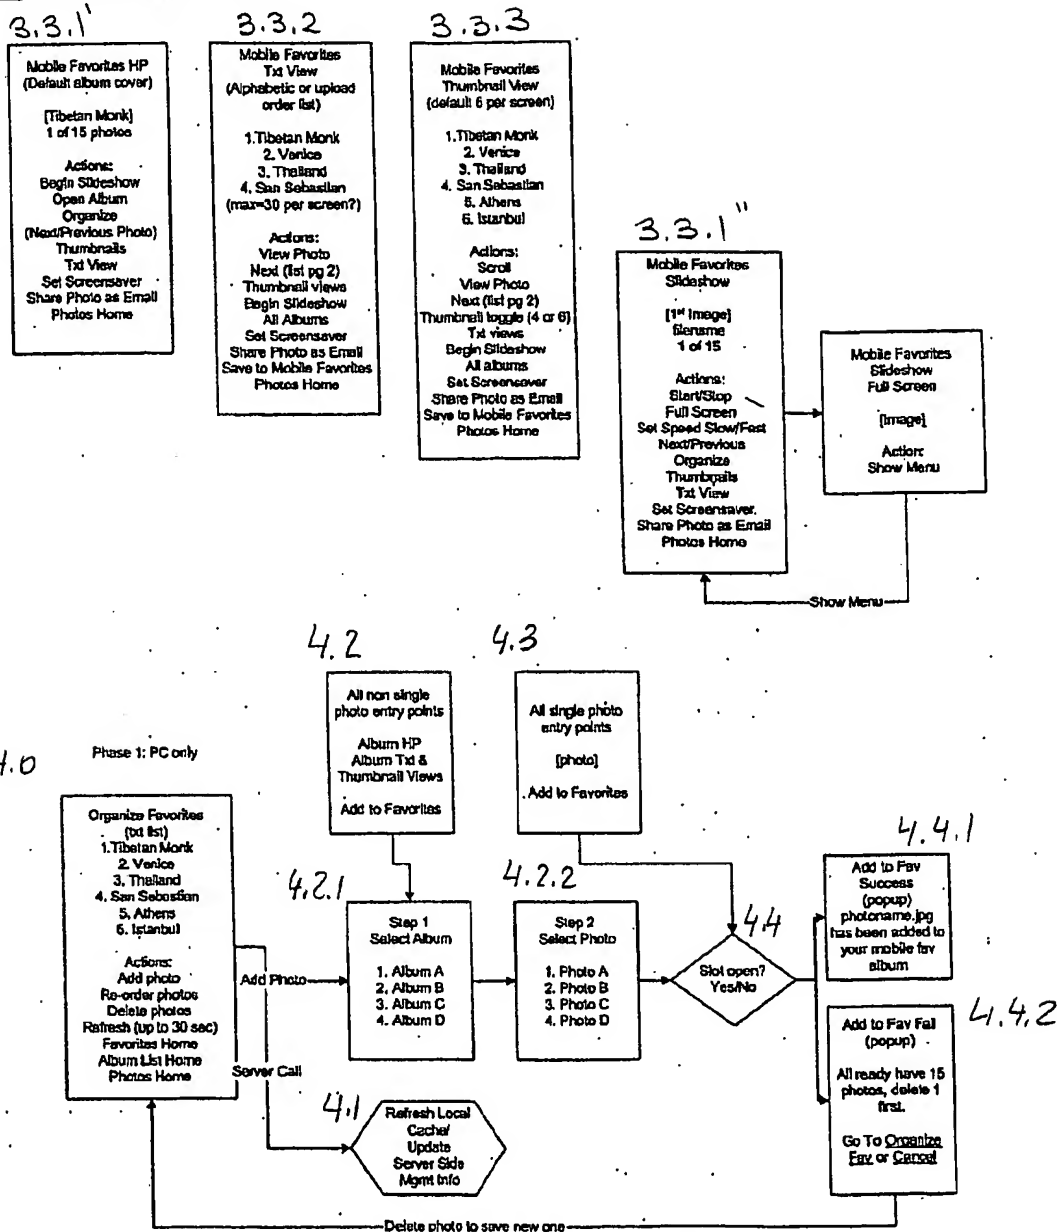 3.3.1'
Mobile Favorites HP
(Default album cover)
[Tibetan Monk]
1 of 15 photos
Actions:
Begin Slideshow
Open Album
Organize
(Next/Previous Photo)
Thumbnails
Txt View
Set Screensaver
Share Photo as Email
Photos Home
3.3.2
Mobile Favorites
Txt View
(Alphabetic or upload
order list)
1.Tibetan Monk
2. Venice
3. Thailand
4. San Sebastian
(max=30 per screen?)
Actions:
View Photo
Next (list pg 2)
Thumbnail views
Begin Slideshow
All Albums
Set Screensaver
Share Photo as Email
Save to Mobile Favorites
Photos Home
3.3.3
Mobile Favorites
Thumbnail View
(default 6 per screen)
1.Tibetan Monk
2. Venice
3. Thailand
4. San Sebastian
5. Athens
6. Istanbul
Actions:
Scroll
View Photo
Next (list pg 2)
Thumbnail toggle (4 or 6)
Txt views
Begin Slideshow
All albums
Set Screensaver
Share Photo as Email
Save to Mobile Favorites
Photos Home
3.3.1"
Mobile Favorites
Slideshow
[1st Image]
filename
1 of 15
Actions:
Start/Stop
Full Screen
Set Speed Slow/Fast
Next/Previous
Organize
Thumbnails
Txt View
Set Screensaver.
Share Photo as Email
Photos Home
Mobile Favorites
Slideshow
Full Screen
[Image]
Action:
Show Menu
Show Menu
4.2
All non single
photo entry points
Album HP
Album Txt &
Thumbnail Views
Add to Favorites
4.3
All single photo
entry points
[photo]
Add to Favorites
4.0
Phase 1: PC only
Organize Favorites
(txt list)
1.Tibetan Monk
2. Venice
3. Thailand
4. San Sebastian
5. Athens
6. Istanbul
Actions:
Add photo
Re-order photos
Delete photos
Refresh (up to 30 sec)
Favorites Home
Album List Home
Photos Home
Add Photo
Server Call
4.2.1
Step 1
Select Album
1. Album A
2. Album B
3. Album C
4. Album D
4.2.2
Step 2
Select Photo
1. Photo A
2. Photo B
3. Photo C
4. Photo D
4.4
Slot open?
Yes/No
4.4.1
Add to Fav
Success
(popup)
photoname.jpg
has been added to
your mobile fav
album
4.4.2
Add to Fav Fail
(popup)
All ready have 15
photos, delete 1
first.
Go To Organize
Fav or Cancel
4.1
Refresh Local
Cache/
Update
Server Side
Mgmt Info
Delete photo to save new one